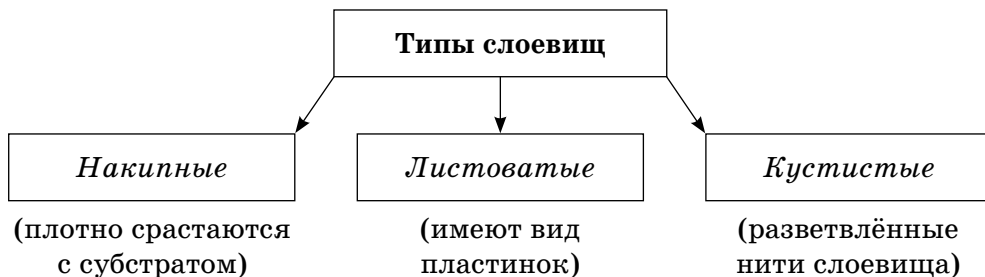 Типы слоевищ
Накипные
Листоватые
Кустистые
(плотно срастаются
с субстратом)
(имеют вид
пластинок)
(разветвлённые
нити слоевища)